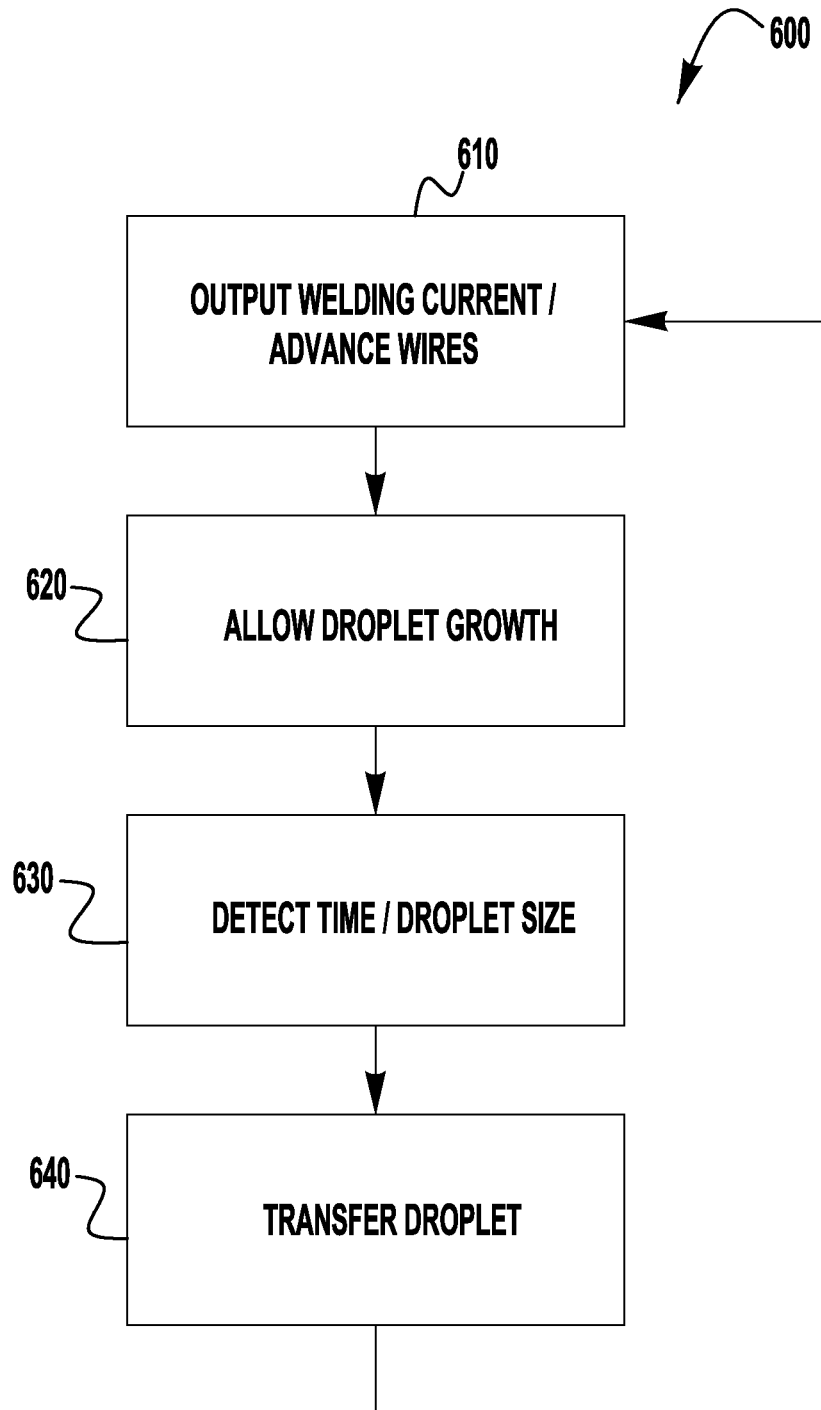 600
610
OUTPUT WELDING CURRENT /
ADVANCE WIRES
620
ALLOW DROPLET GROWTH
630
DETECT TIME / DROPLET SIZE
640
TRANSFER DROPLET